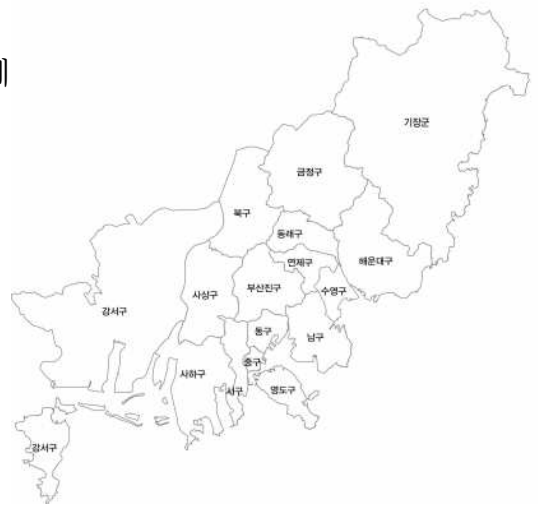 기장군
금정구
북구
동래구
연제구
해운대구
사상구
부산진구
수영구
강서구
동구
남구
중구
사하구
서구
영도구
강서구